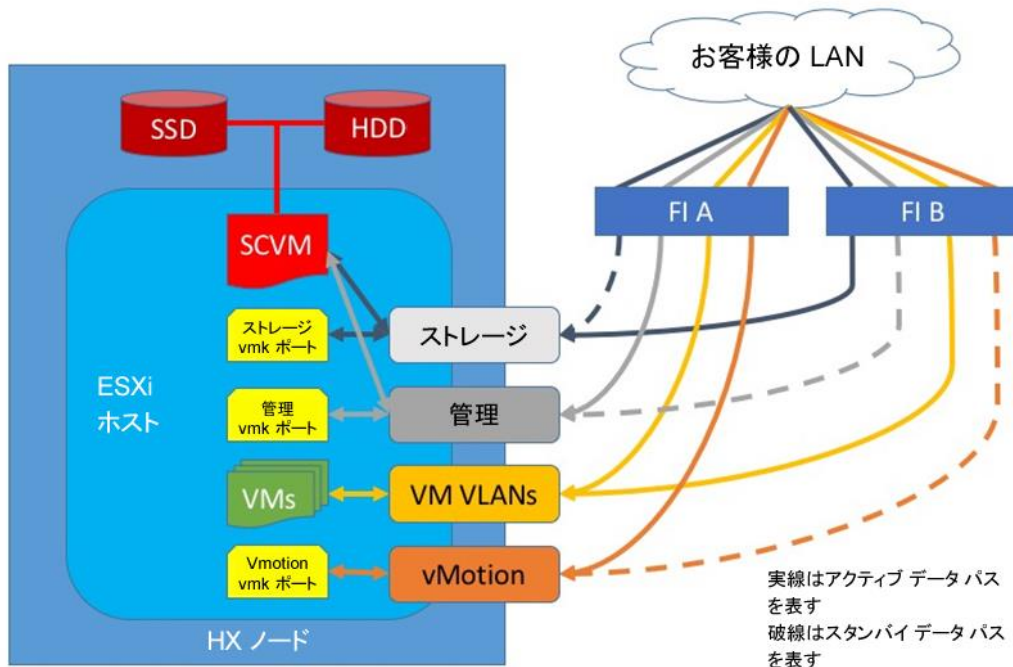 お客様の LAN
SSD
HDD
FI A
FI B
SCVM
ストレージ
vmk ポート
ストレージ
ESXi
ホスト
管理
vmk ポート
管理
VMs
VM VLANs
Vmotion
vmk ポート
vMotion
HX ノード
実線はアクティブ データ パス
を表す
破線はスタンバイ データ パス
を表す